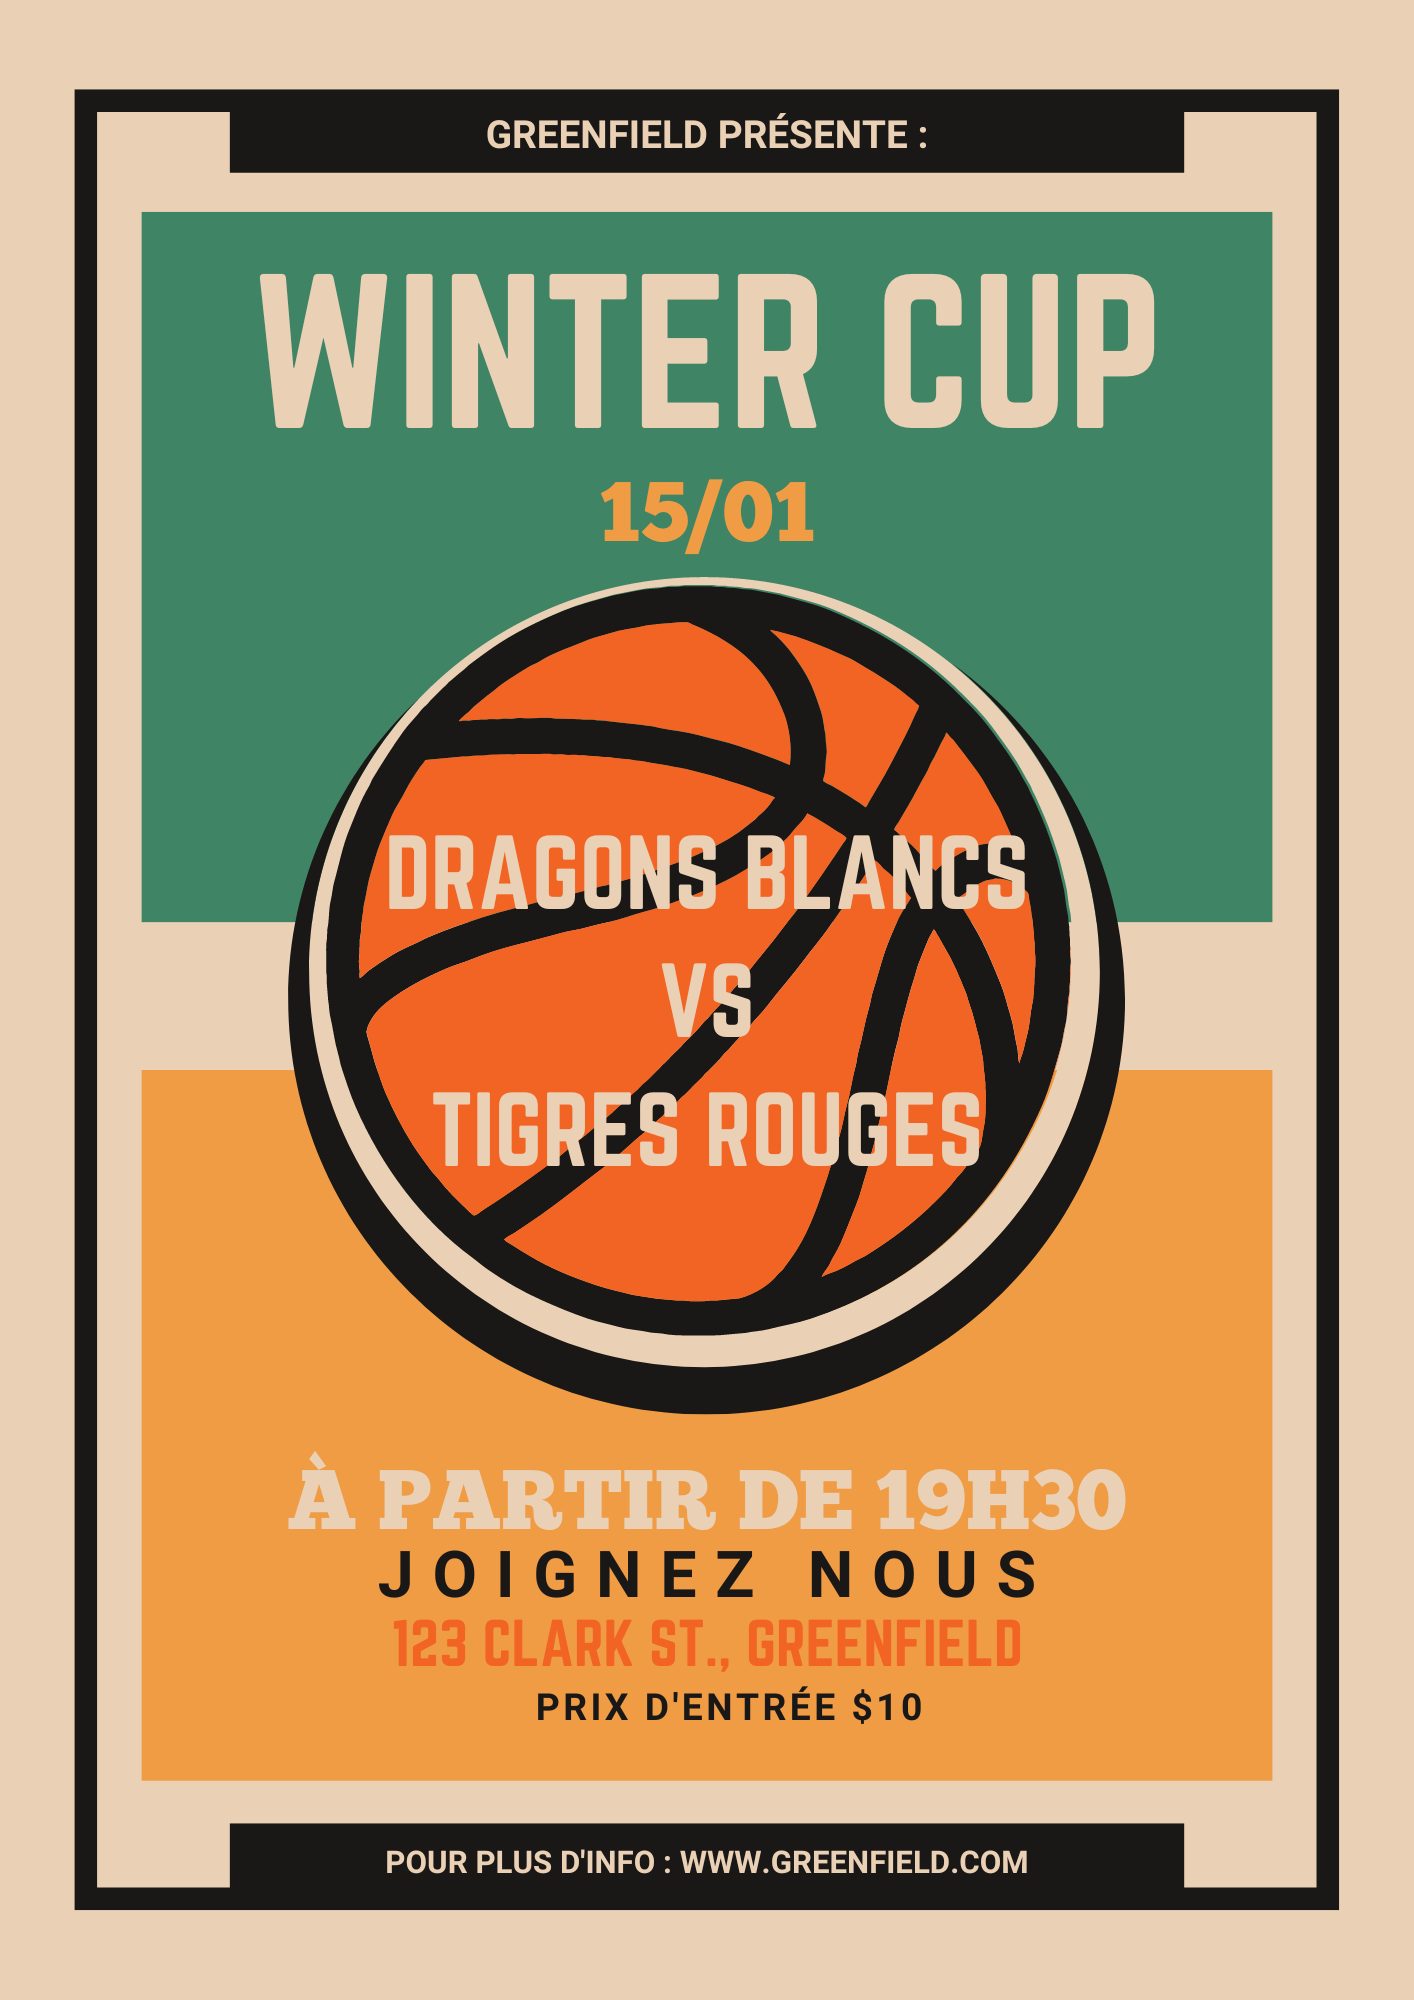 GREENFIELD PRÉSENTE :
WINTER CUP
15/01
DRAGONS BLANCS
VS
TIGRES ROUGES
À PARTIR DE 19H30
JOIGNEZ NOUS
123 CLARK ST., GREENFIELD
PRIX D'ENTRÉE $10
POUR PLUS D'INFO : WWW.GREENFIELD.COM